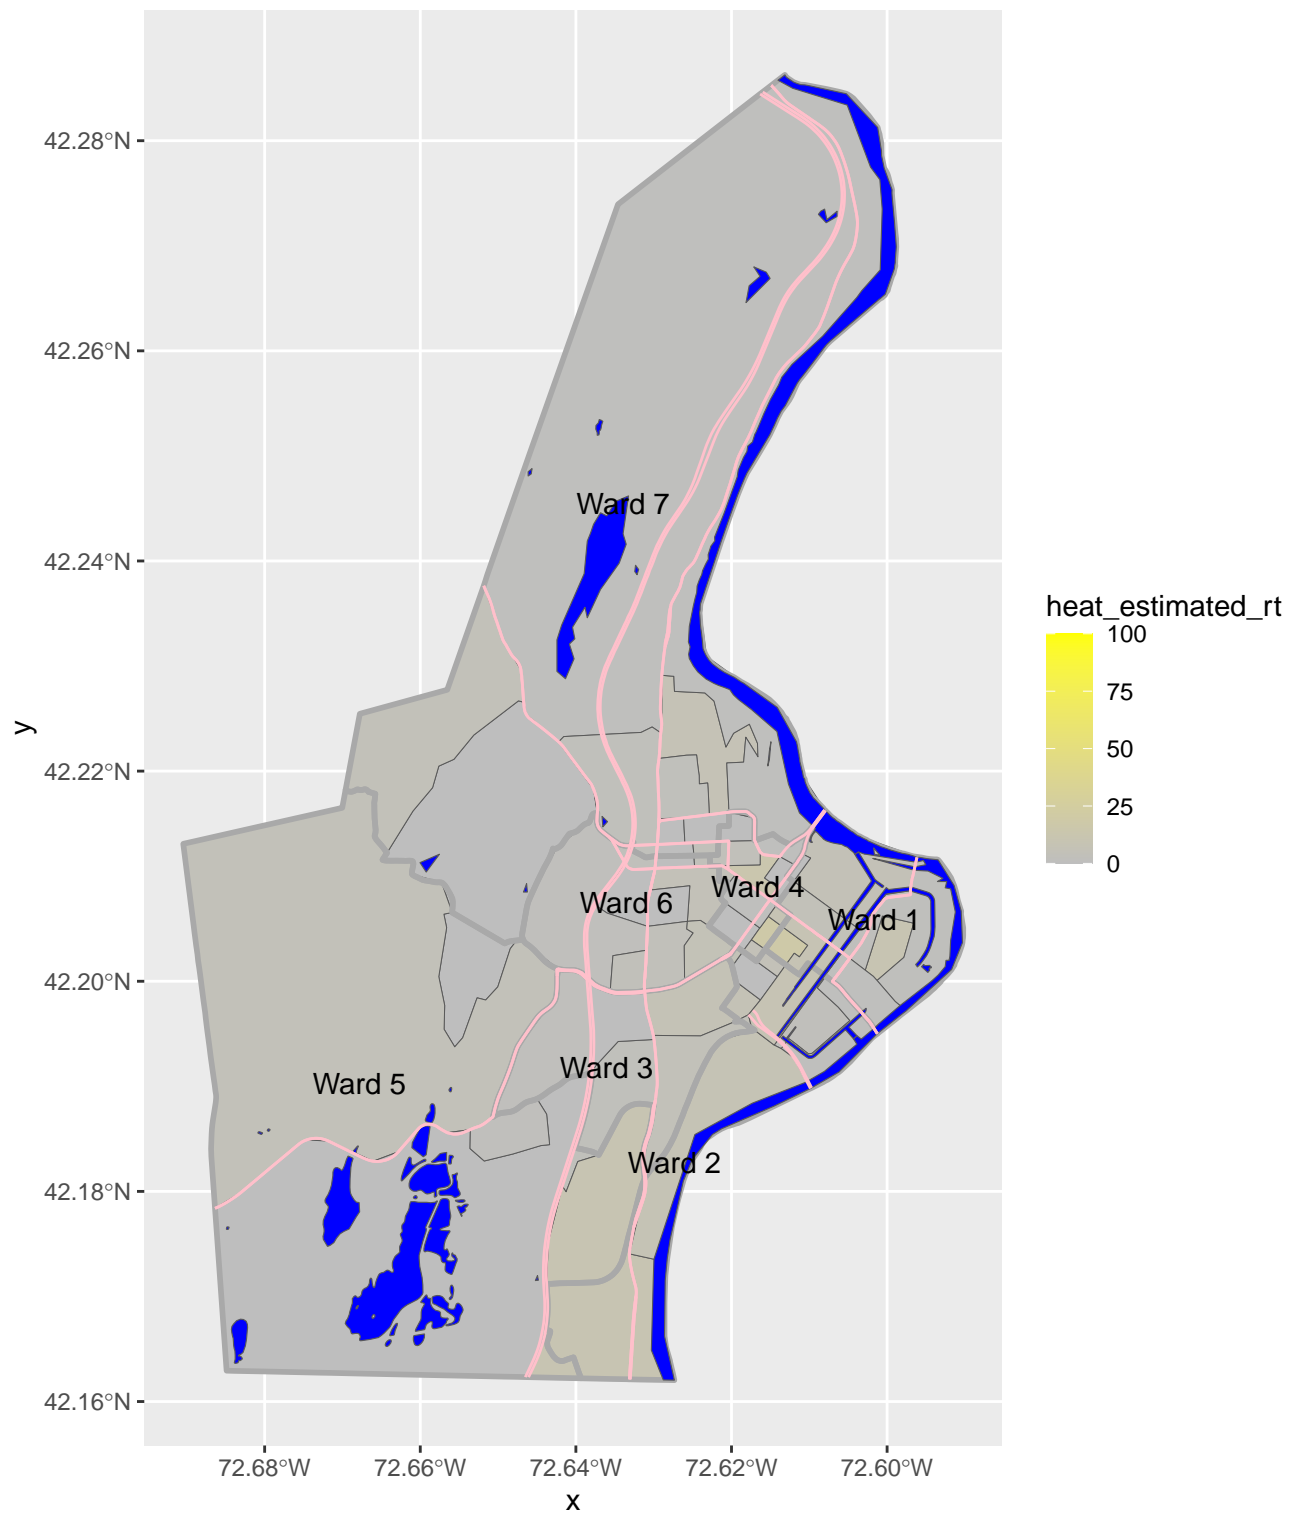 42.28°N
42.26°N
42.24°N
42.22°N
42.20°N
42.18°N
42.16°N
y
Ward 7
Ward 4
Ward 6
Ward 1
Ward 3
Ward 5
Ward 2
72.68°W
72.66°W
72.64°W
72.62°W
72.60°W
x
heat_estimated_rt
100
75
50
25
0